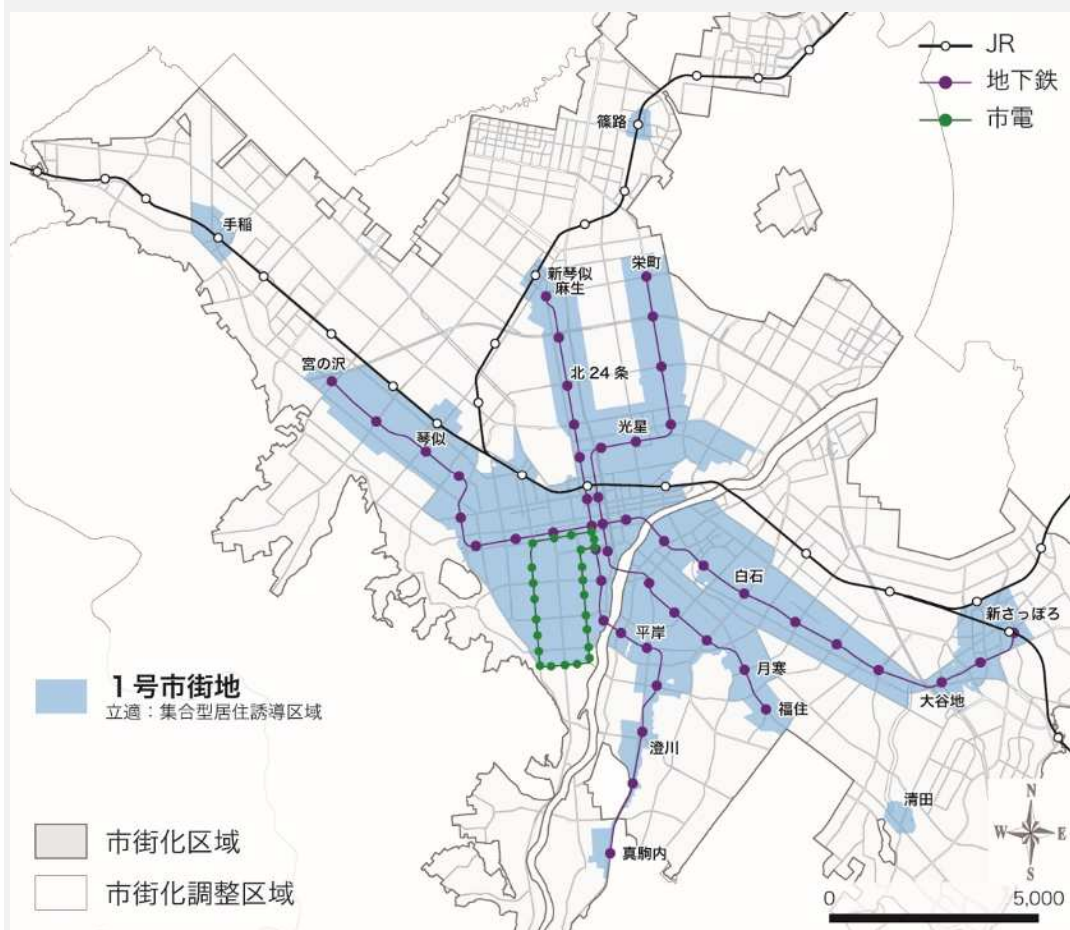 JR
地下鉄
市電
篠路
手稲
新琴似
麻生
栄町
宮の沢
北24条
琴似
光星
白石
新さっぽろ
平岸
月寒
大谷地
福住
澄川
清田
真駒内
1号市街地
立適：集合型居住誘導区域
市街化区域
市街化調整区域
N
W
E
S
0
5,000